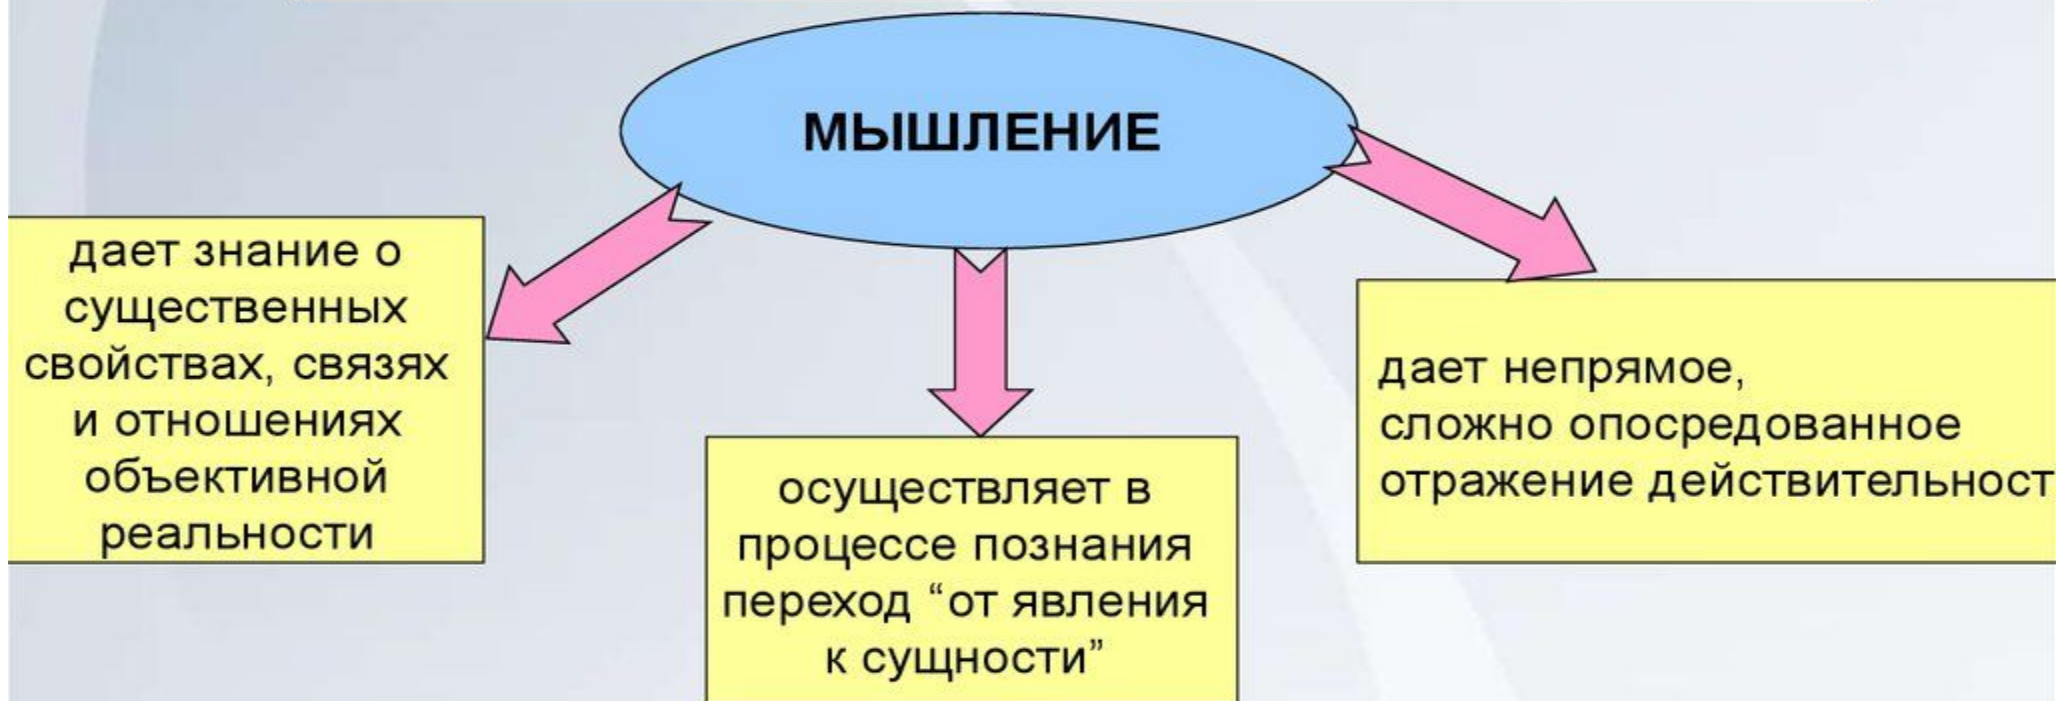 МЫШЛЕНИЕ
дает знание о
существенных
свойствах, связях
и отношениях
объективной
реальности
осуществляет в
процессе познания
переход “от явления
к сущности”
дает непрямое,
сложно опосредованное
отражение действительност